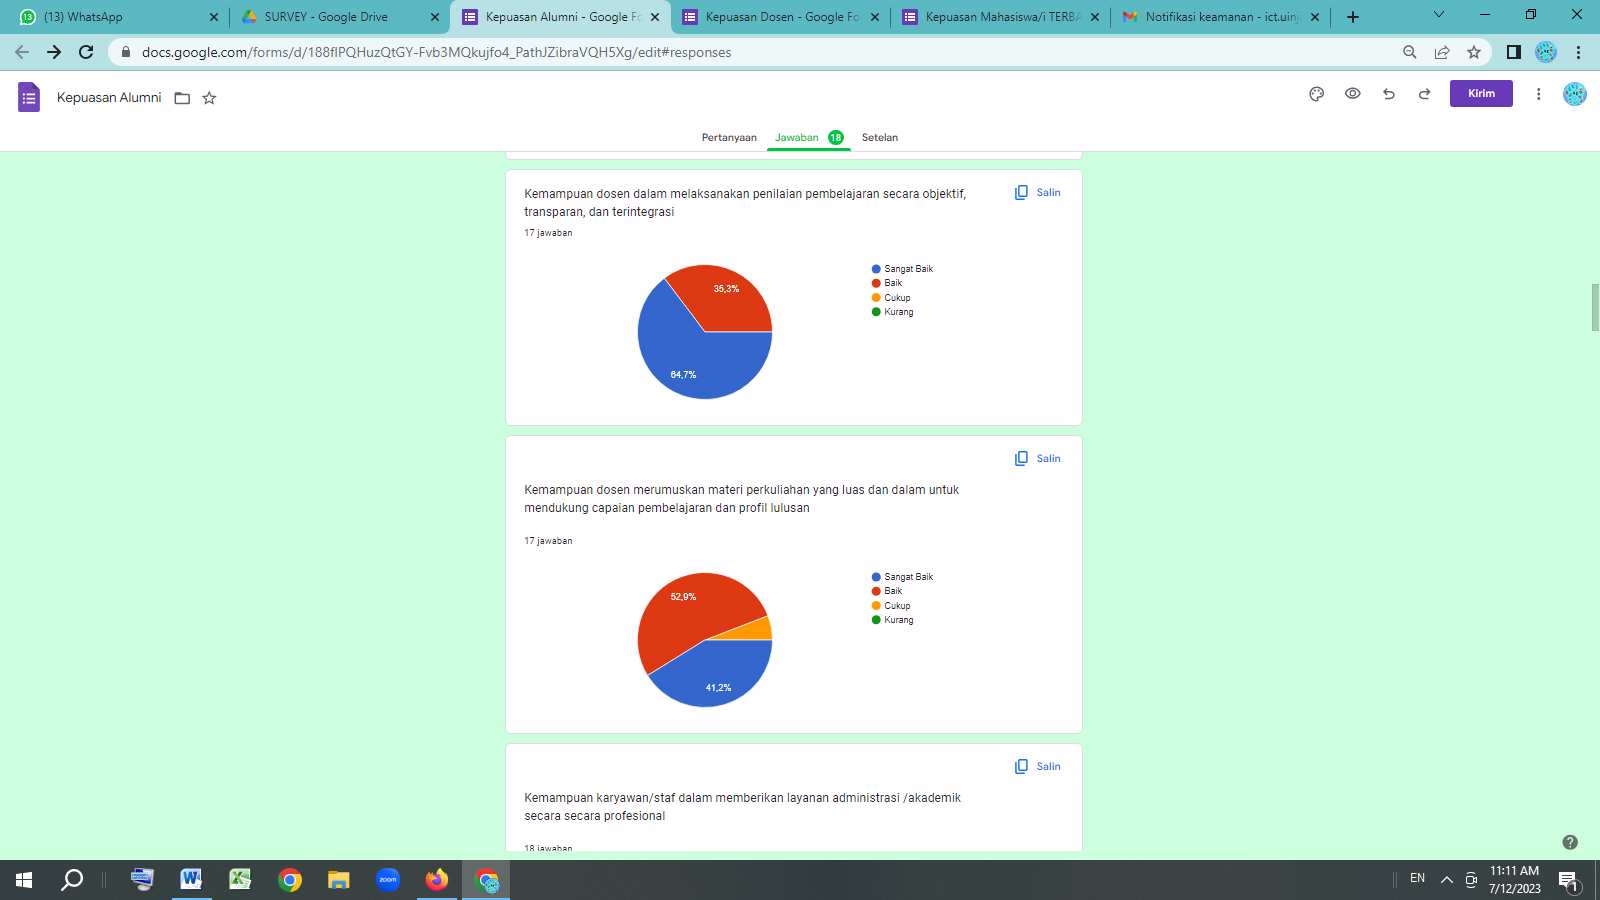 (13) WhatsApp
SURVEY - Google Drive
Kepuasan Alumni - Google Fo
Kepuasan Dosen - Google Fo
Kepuasan Mahasiswa/i TERBA
Notifikasi keamanan - ict.uinj
docs.google.com/forms/d/188flPQHuzQtGY-Fvb3MQkujfo4_PathJZibraVQH5Xg/edit#responses
Kepuasan Alumni
Kirim
Pertanyaan
Jawaban 18
Setelan
Kemampuan dosen dalam melaksanakan penilaian pembelajaran secara objektif,
transparan, dan terintegrasi
Salin
17 jawaban
Sangat Baik
Baik
Cukup
Kurang
35,3%
64,7%
Salin
Kemampuan dosen merumuskan materi perkuliahan yang luas dan dalam untuk
mendukung capaian pembelajaran dan profil lulusan
17 jawaban
Sangat Baik
Baik
Cukup
Kurang
52,9%
41,2%
Salin
Kemampuan karyawan/staf dalam memberikan layanan administrasi /akademik
secara secara profesional
18 jawaban
zoom
EN
11:11 AM
7/12/2023
1